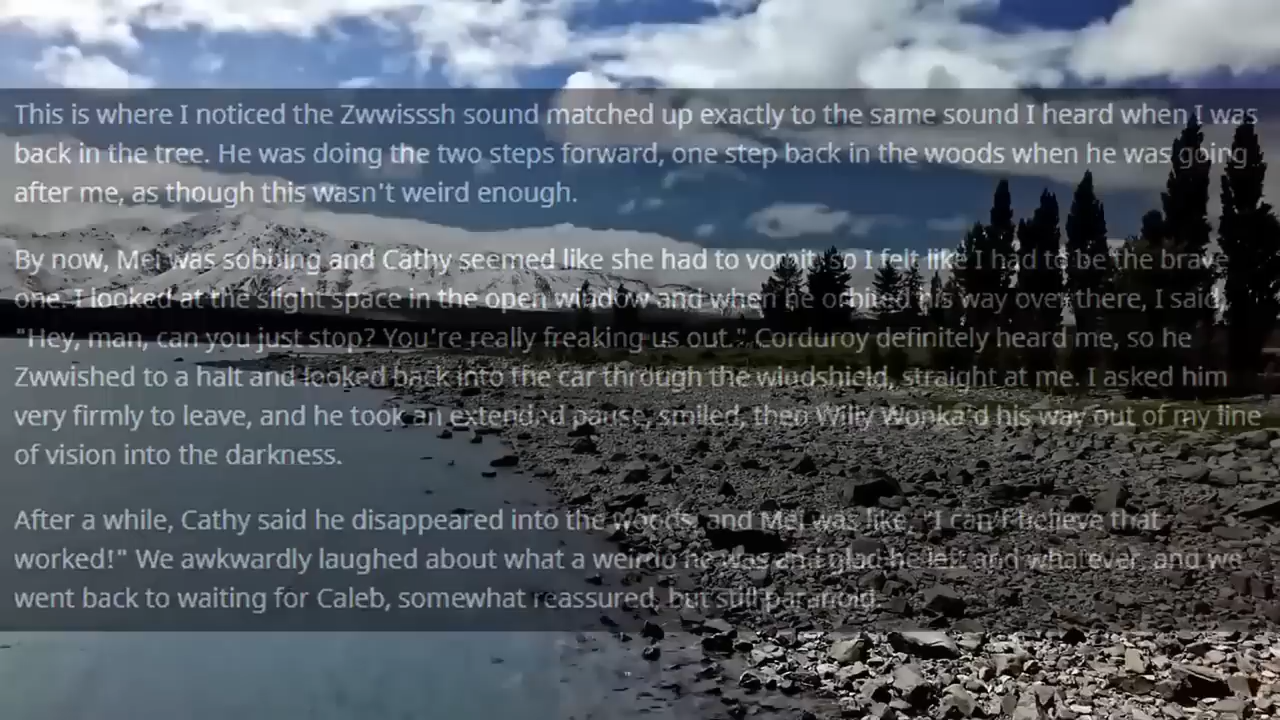 This is where I noticed the Zwwisssh sound matched up exactly to the same sound I heard when I was
back in the tree. He was doing the two steps forward, one step back in the woods when he was going
after me, as though this wasn't weird enough.
By now, Mei was sobbing and Cathy seemed like she had to vomit, so I felt like I had to be the brave
one. I looked at the slight space in the open window and when he orbited his way over there, I said,
"Hey, man, can you just stop? You're really freaking us out." Corduroy definitely heard me, so he
Zwwished to a halt and looked back into the car through the windshield, straight at me. I asked him
very firmly to leave, and he took an extended pause, smiled, then Willy Wonka'd his way out of my line
of vision into the darkness.
After a while, Cathy said he disappeared into the woods, and Mei was like, "I can't believe that
worked!" We awkwardly laughed about what a weirdo he was and glad he left and whatever, and we
went back to waiting for Caleb, somewhat reassured, but still paranoid.